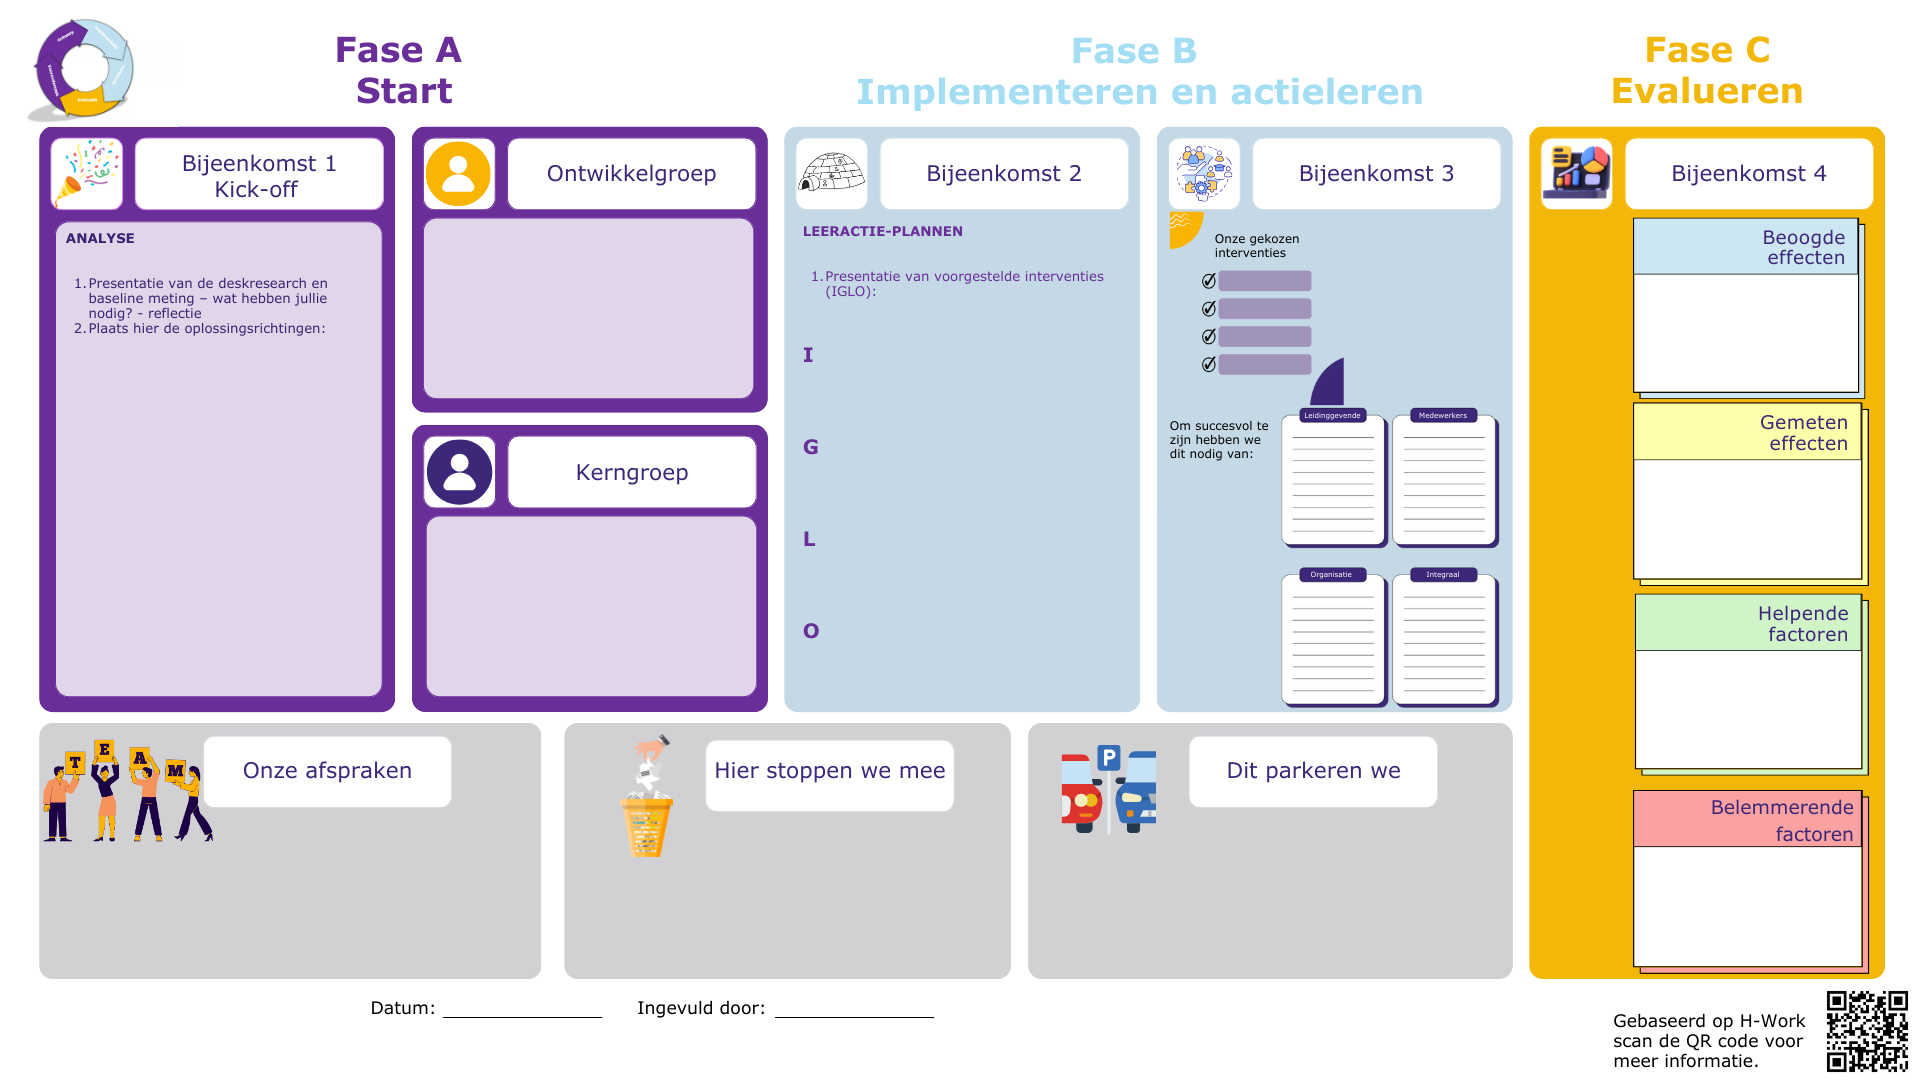 Fase A
Start
Fase B
Implementeren en actieleren
Fase C
Evalueren
Bijeenkomst 1
Kick-off
ANALYSE
1. Presentatie van de deskresearch en
baseline meting – wat hebben jullie
nodig? - reflectie
2. Plaats hier de oplossingsrichtingen:
Ontwikkelgroep
Kerngroep
Bijeenkomst 2
LEERACTIE-PLANNEN
1. Presentatie van voorgestelde interventies
(IGLO):
I
G
L
O
Bijeenkomst 3
Onze gekozen
interventies
Om succesvol te
zijn hebben we
dit nodig van:
Leidinggevende
Medewerkers
Organisatie
Integraal
Bijeenkomst 4
Beoogde
effecten
Gemeten
effecten
Helpende
factoren
Belemmerende
factoren
TEAM
Onze afspraken
Hier stoppen we mee
P
Dit parkeren we
Datum: ________________
Ingevuld door: ________________
Gebaseerd op H-Work
scan de QR code voor
meer informatie.